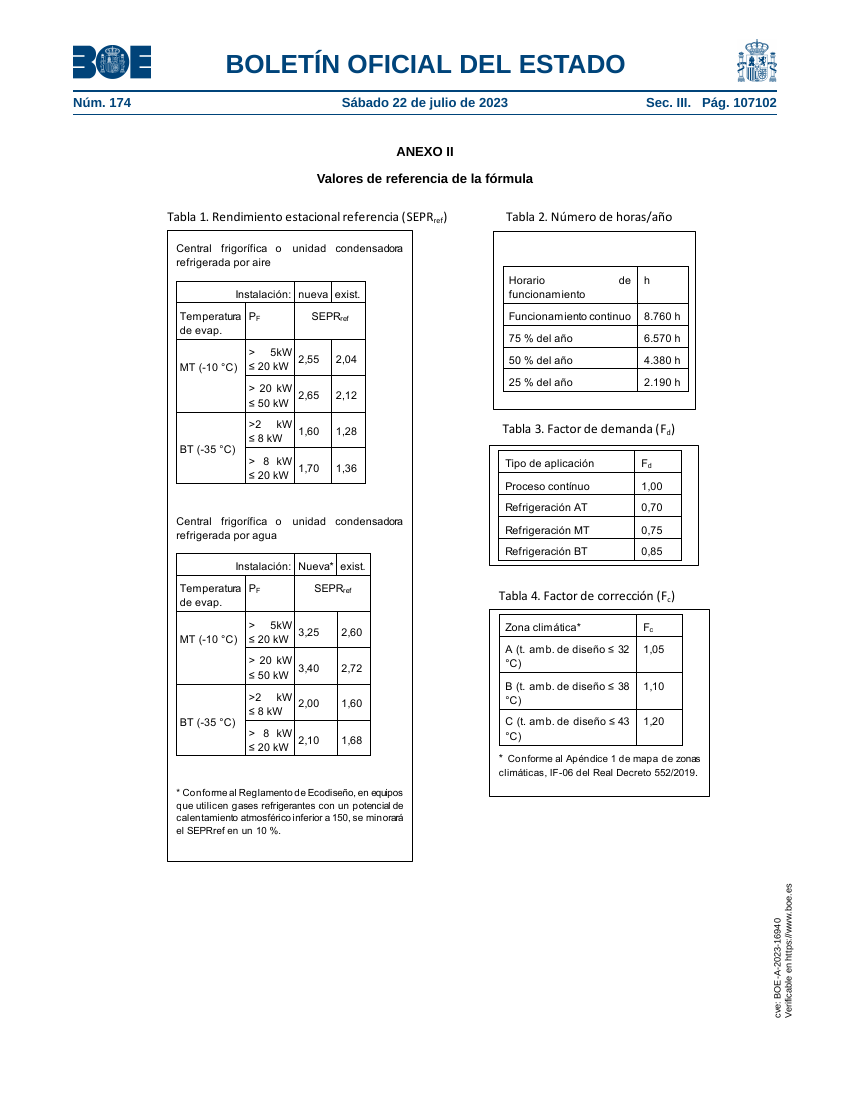 BOE
BOLETÍN OFICIAL DEL ESTADO
Núm. 174 Sábado 22 de julio de 2023 Sec. III. Pág. 107102
ANEXO II
Valores de referencia de la fórmula
Tabla 1. Rendimiento estacional referencia (SEPRref)
Central frigorífica o unidad condensadora
refrigerada por aire
Instalación: nueva exist.
Temperatura PF SEPRref
de evap.
MT (-10 °C)
> 5kW
≤ 20 kW
2,55 2,04
> 20 kW
≤ 50 kW
2,65 2,12
BT (-35 °C)
>2 kW
≤ 8 kW
1,60 1,28
> 8 kW
≤ 20 kW
1,70 1,36
Central frigorífica o unidad condensadora
refrigerada por agua
Instalación: Nueva* exist.
Temperatura PF SEPRref
de evap.
MT (-10 °C)
> 5kW
≤ 20 kW
3,25 2,60
> 20 kW
≤ 50 kW
3,40 2,72
BT (-35 °C)
>2 kW
≤ 8 kW
2,00 1,60
> 8 kW
≤ 20 kW
2,10 1,68
* Conforme al Reglamento de Ecodiseño, en equipos
que utilicen gases refrigerantes con un potencial de
calentamiento atmosférico inferior a 150, se minorará
el SEPRref en un 10 %.
Tabla 2. Número de horas/año
Horario de h
funcionamiento
Funcionamiento continuo 8.760 h
75 % del año 6.570 h
50 % del año 4.380 h
25 % del año 2.190 h
Tabla 3. Factor de demanda (Fd)
Tipo de aplicación Fd
Proceso contínuo 1,00
Refrigeración AT 0,70
Refrigeración MT 0,75
Refrigeración BT 0,85
Tabla 4. Factor de corrección (Fc)
Zona climática* Fc
A (t. amb. de diseño ≤ 32 1,05
°C)
B (t. amb. de diseño ≤ 38 1,10
°C)
C (t. amb. de diseño ≤ 43 1,20
°C)
* Conforme al Apéndice 1 de mapa de zonas
climáticas, IF-06 del Real Decreto 552/2019.
cve: BOE-A-2023-16940
Verificable en https://www.boe.es